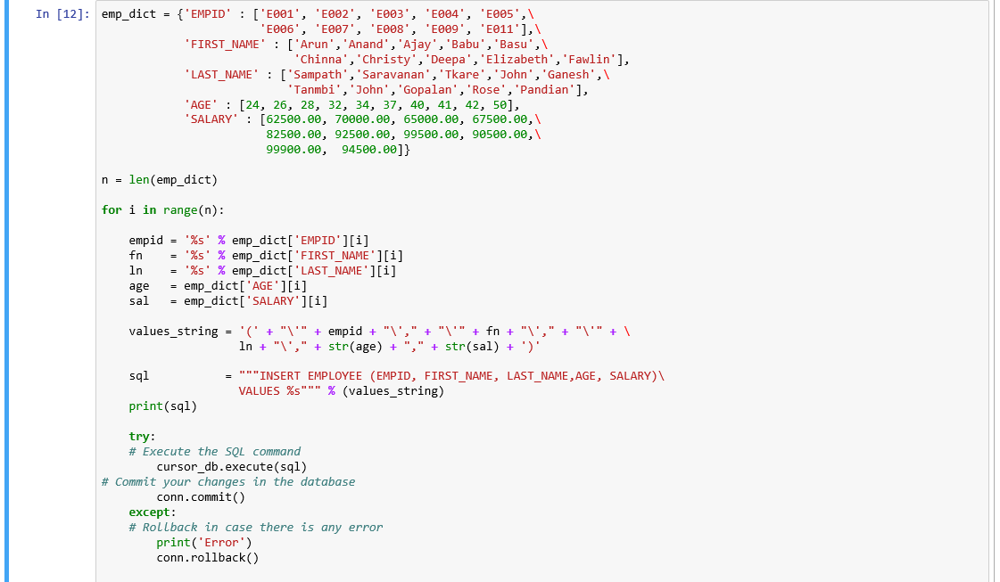 In [12]: emp_dict = {'EMPID' : ['E001', 'E002', 'E003', 'E004', 'E005',\
'E006', 'E007', 'E008', 'E009', 'E011'],\
'FIRST_NAME' : ['Arun','Anand','Ajay','Babu','Basu',\
'Chinna','Christy','Deepa','Elizabeth','Fawlin'],
'LAST_NAME' : ['Sampath','Saravanan','Tkare','John','Ganesh',\
'Tanmbi','John','Gopalan','Rose','Pandian'],
'AGE' : [24, 26, 28, 32, 34, 37, 40, 41, 42, 50],
'SALARY' : [62500.00, 70000.00, 65000.00, 67500.00,\
82500.00, 92500.00, 99500.00, 90500.00,\
99900.00,  94500.00]}
n = len(emp_dict)
for i in range(n):
empid = '%s' % emp_dict['EMPID'][i]
fn    = '%s' % emp_dict['FIRST_NAME'][i]
ln    = '%s' % emp_dict['LAST_NAME'][i]
age   = emp_dict['AGE'][i]
sal   = emp_dict['SALARY'][i]
values_string = '(' + "\'" + empid + "\'," + "\'" + fn + "\'," + "\'" + \
ln + "\'," + str(age) + "," + str(sal) + ')'
sql           = """INSERT EMPLOYEE (EMPID, FIRST_NAME, LAST_NAME,AGE, SALARY)\
VALUES %s""" % (values_string)
print(sql)
try:
# Execute the SQL command
cursor_db.execute(sql)
# Commit your changes in the database
conn.commit()
except:
# Rollback in case there is any error
print('Error')
conn.rollback()